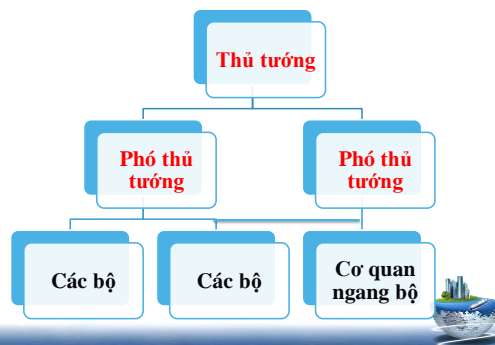 Thủ tướng
Phó thủ
tướng
Phó thủ
tướng
Các bộ
Các bộ
Cơ quan
ngang bộ